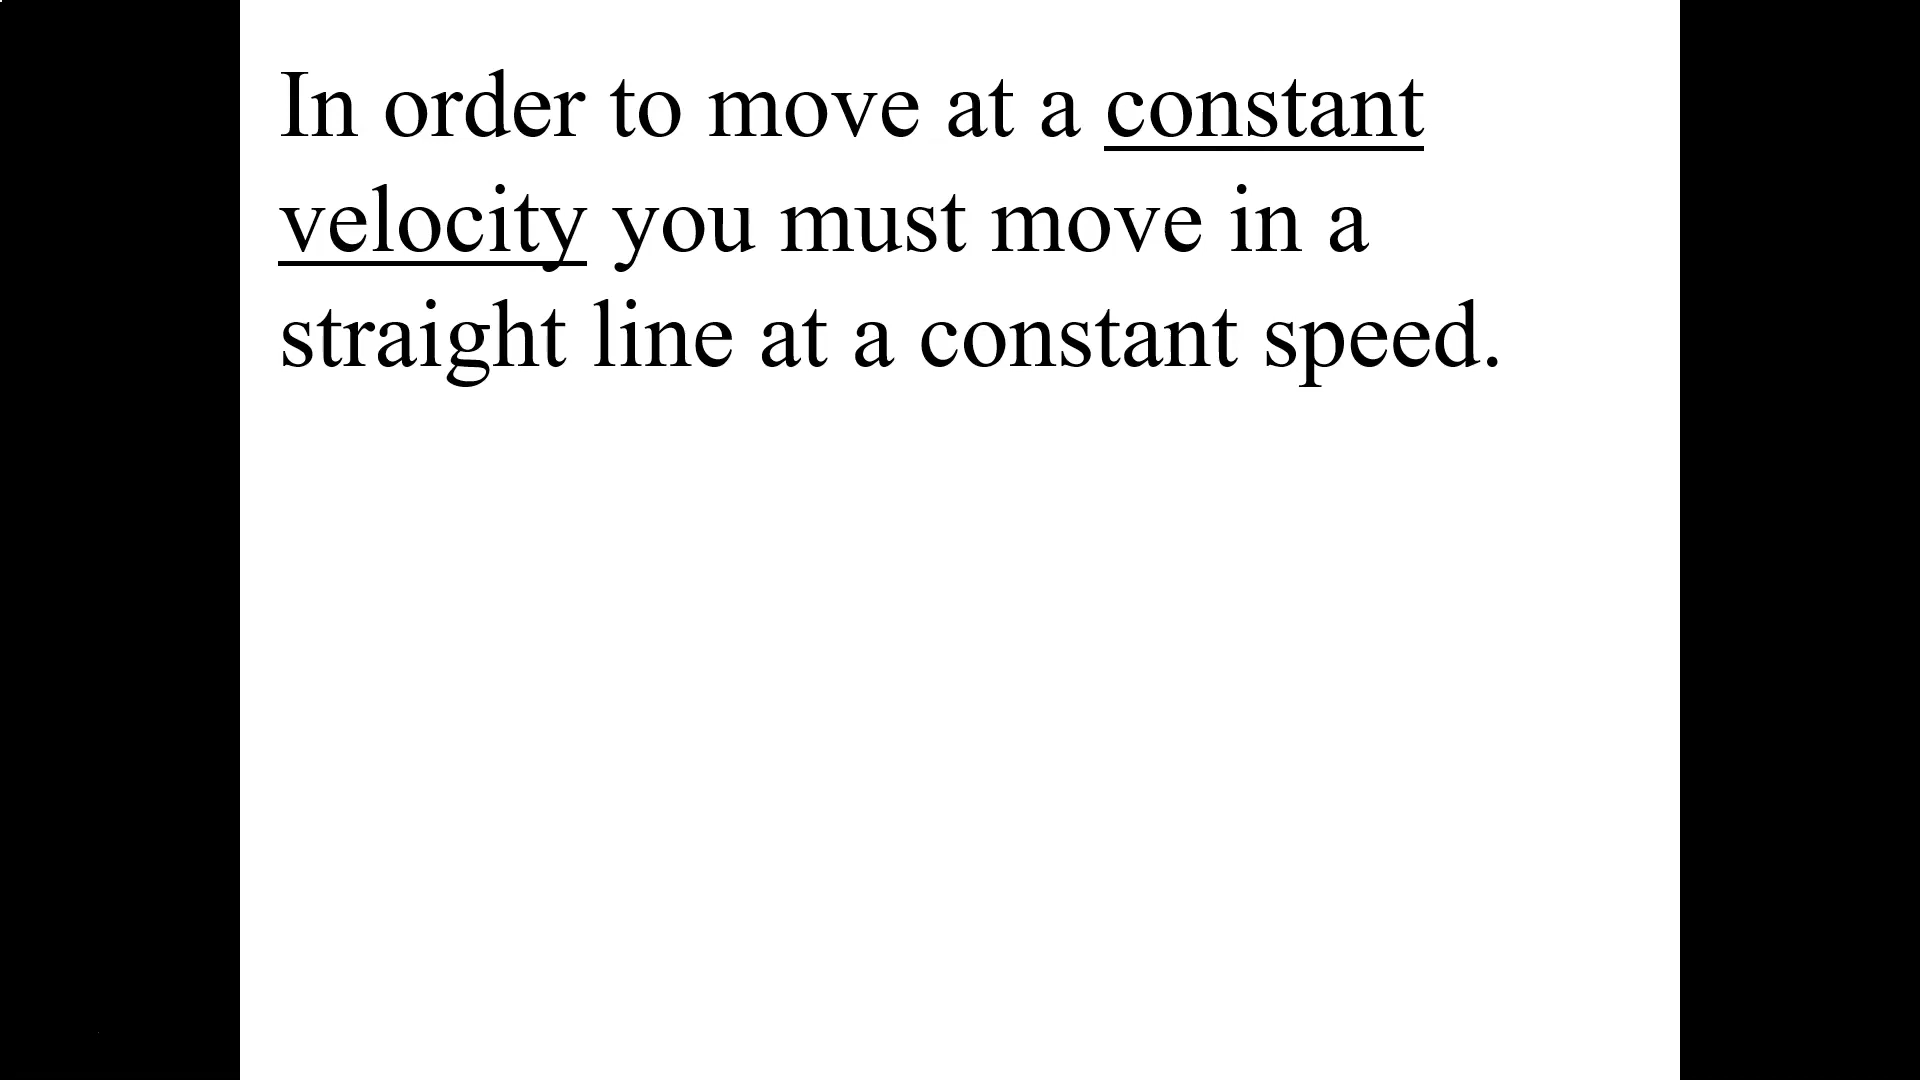 In order to move at a constant
velocity you must move in a
straight line at a constant speed.